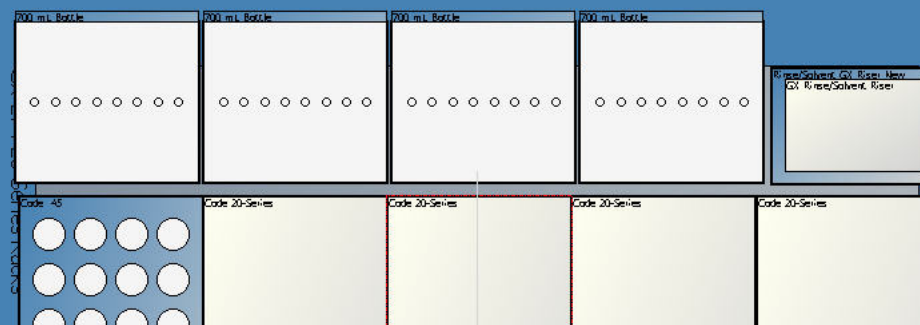 700 mL Bottle
700 mL Bottle
700 mL Bottle
700 mL Bottle
Rinse/Solvent GX Riser New
GX Rinse/Solvent Riser
Code 45
Code 20-Series
Code 20-Series
Code 20-Series
Code 20-Series